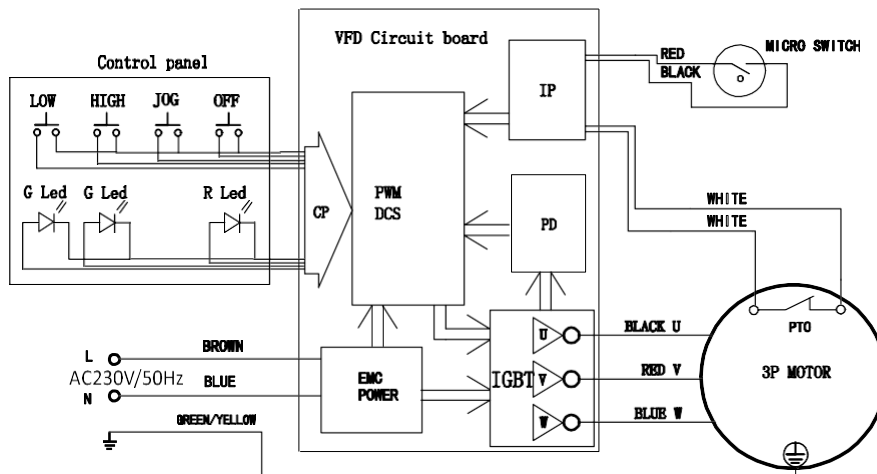 VFD Circuit board
Control panel
LOW HIGH JOG OFF
G Led G Led R Led
CP
PWM
DCS
IP
PD
RED
BLACK
MICRO SWITCH
WHITE
WHITE
PTO
3P MOTOR
BLACK U
RED V
BLUE W
IGBT
U
V
W
EMC
POWER
L
BROWN
AC230V/50Hz
N
BLUE
GREEN/YELLOW